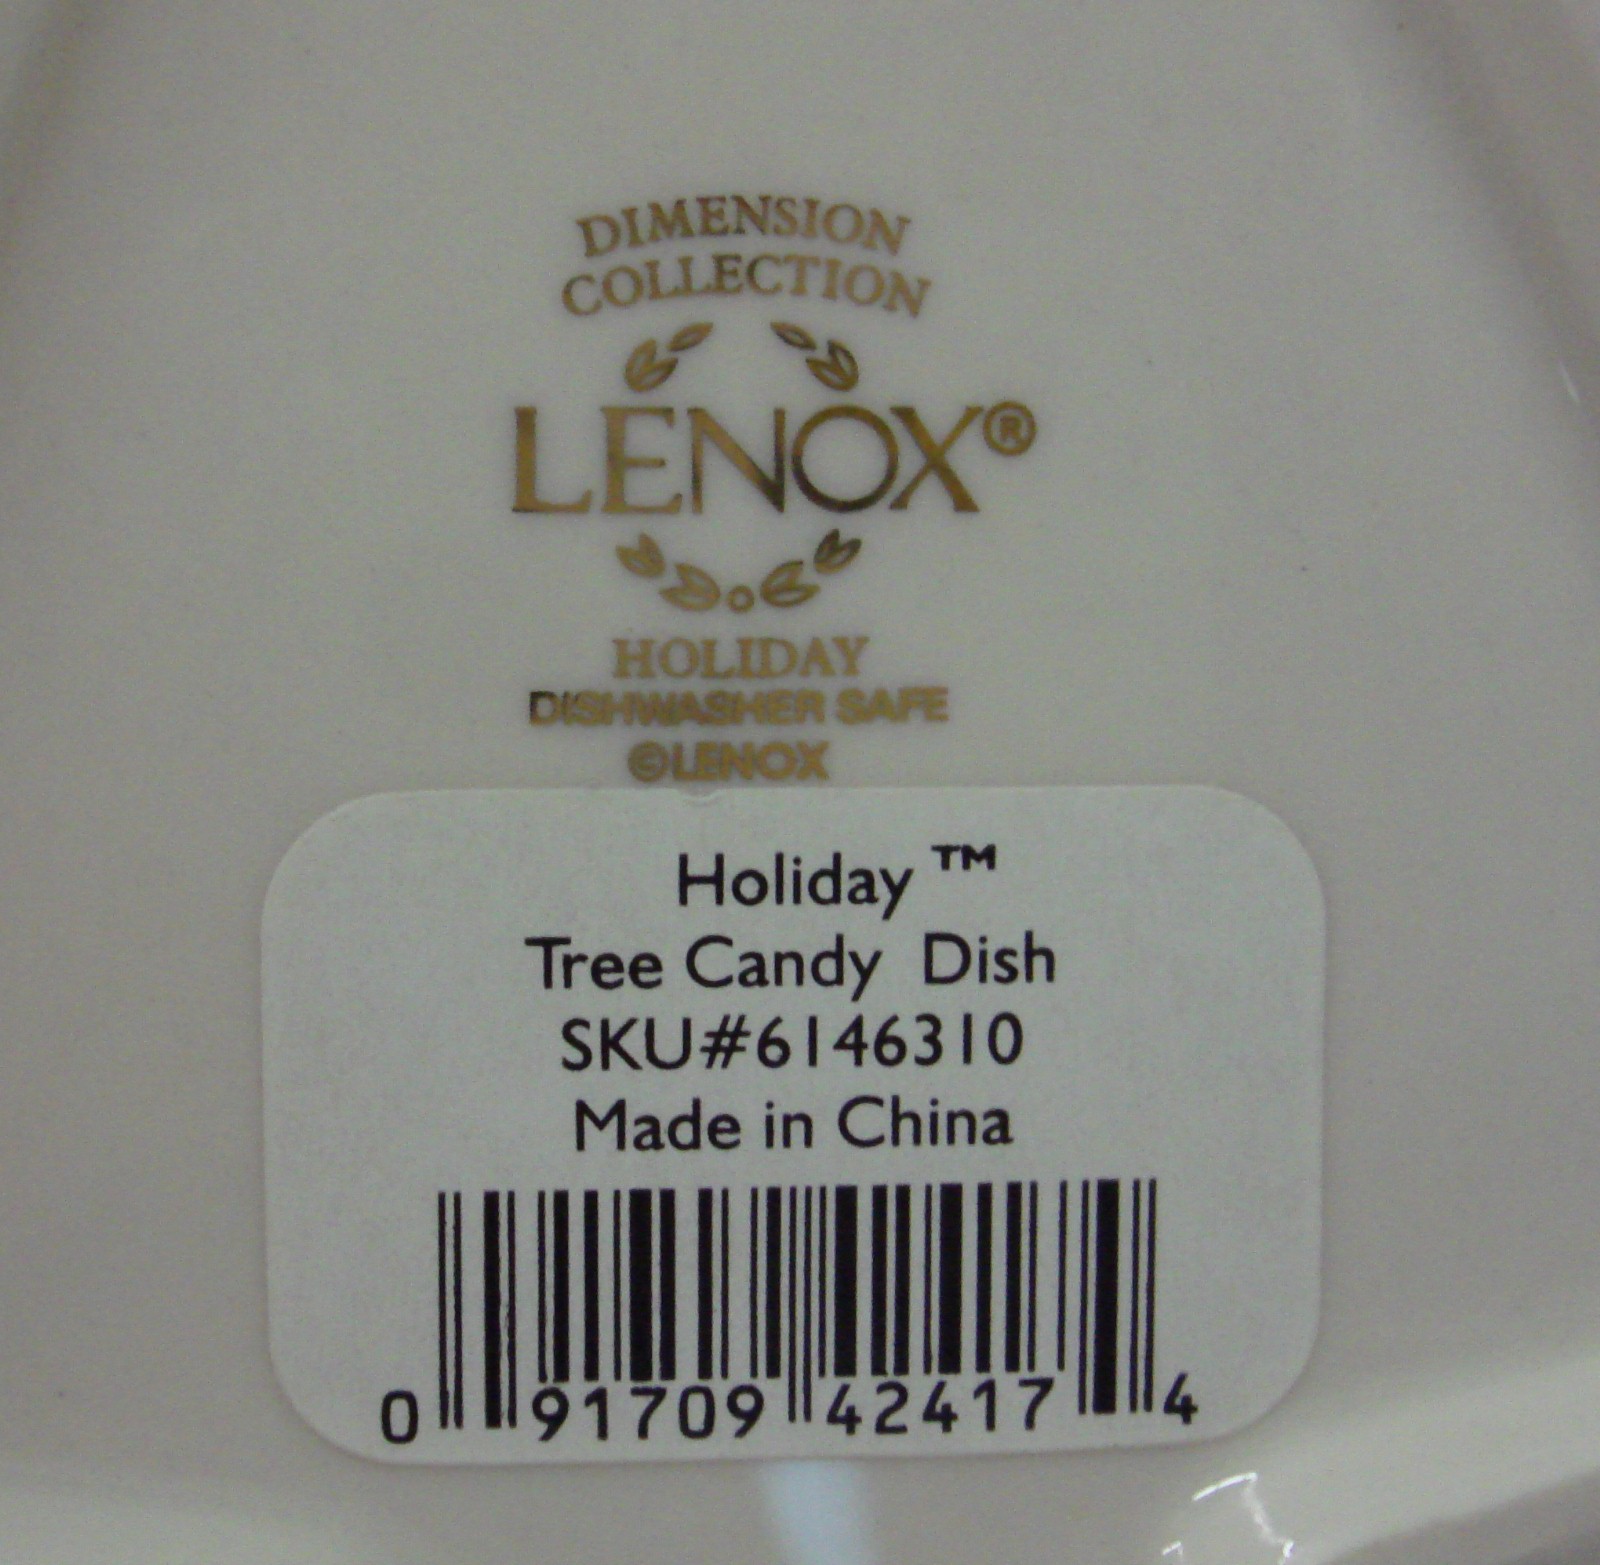 DIMENSION
COLLECTION
LENOX®
HOLIDAY
DISHWASHER SAFE
©LENOX
Holiday ™
Tree Candy Dish
SKU#6146310
Made in China
0 91709 42417 4